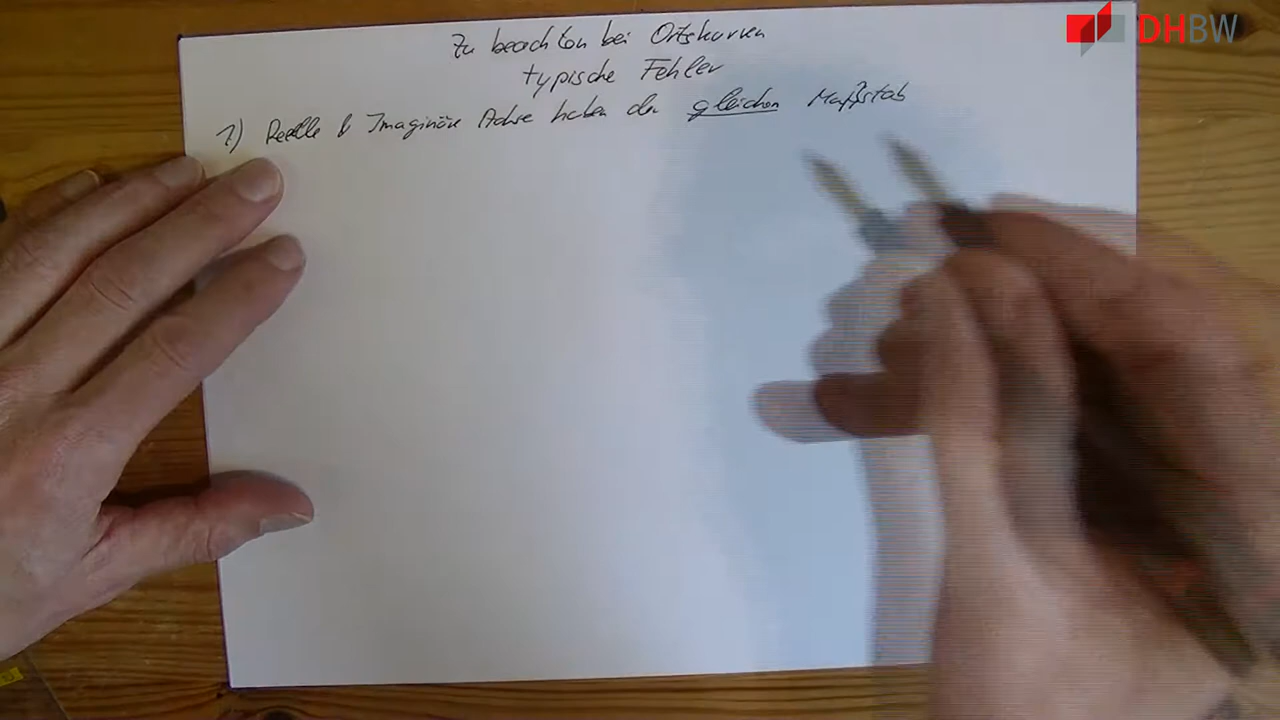 DHBW
Zu beachten bei Ortskurven
typische Fehler
1) Reelle & Imaginäre Achse haben den gleichen Maßstab